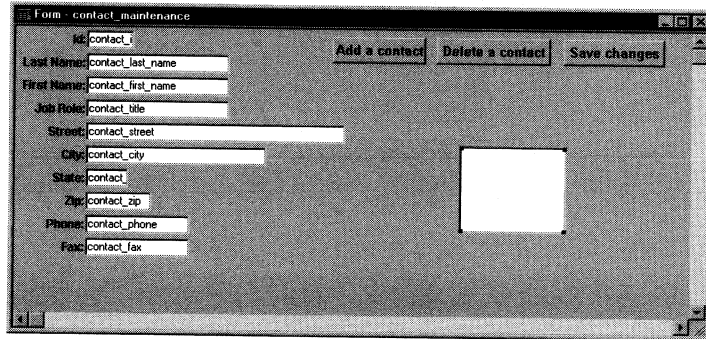 Form - contact_maintenance
Id: contact_i
Add a contact Delete a contact Save changes
Last Name: contact_last_name
First Name: contact_first_name
Job Role: contact_title
Street: contact_street
City: contact_city
State: contact_
Zip: contact_zip
Phone: contact_phone
Fax: contact_fax